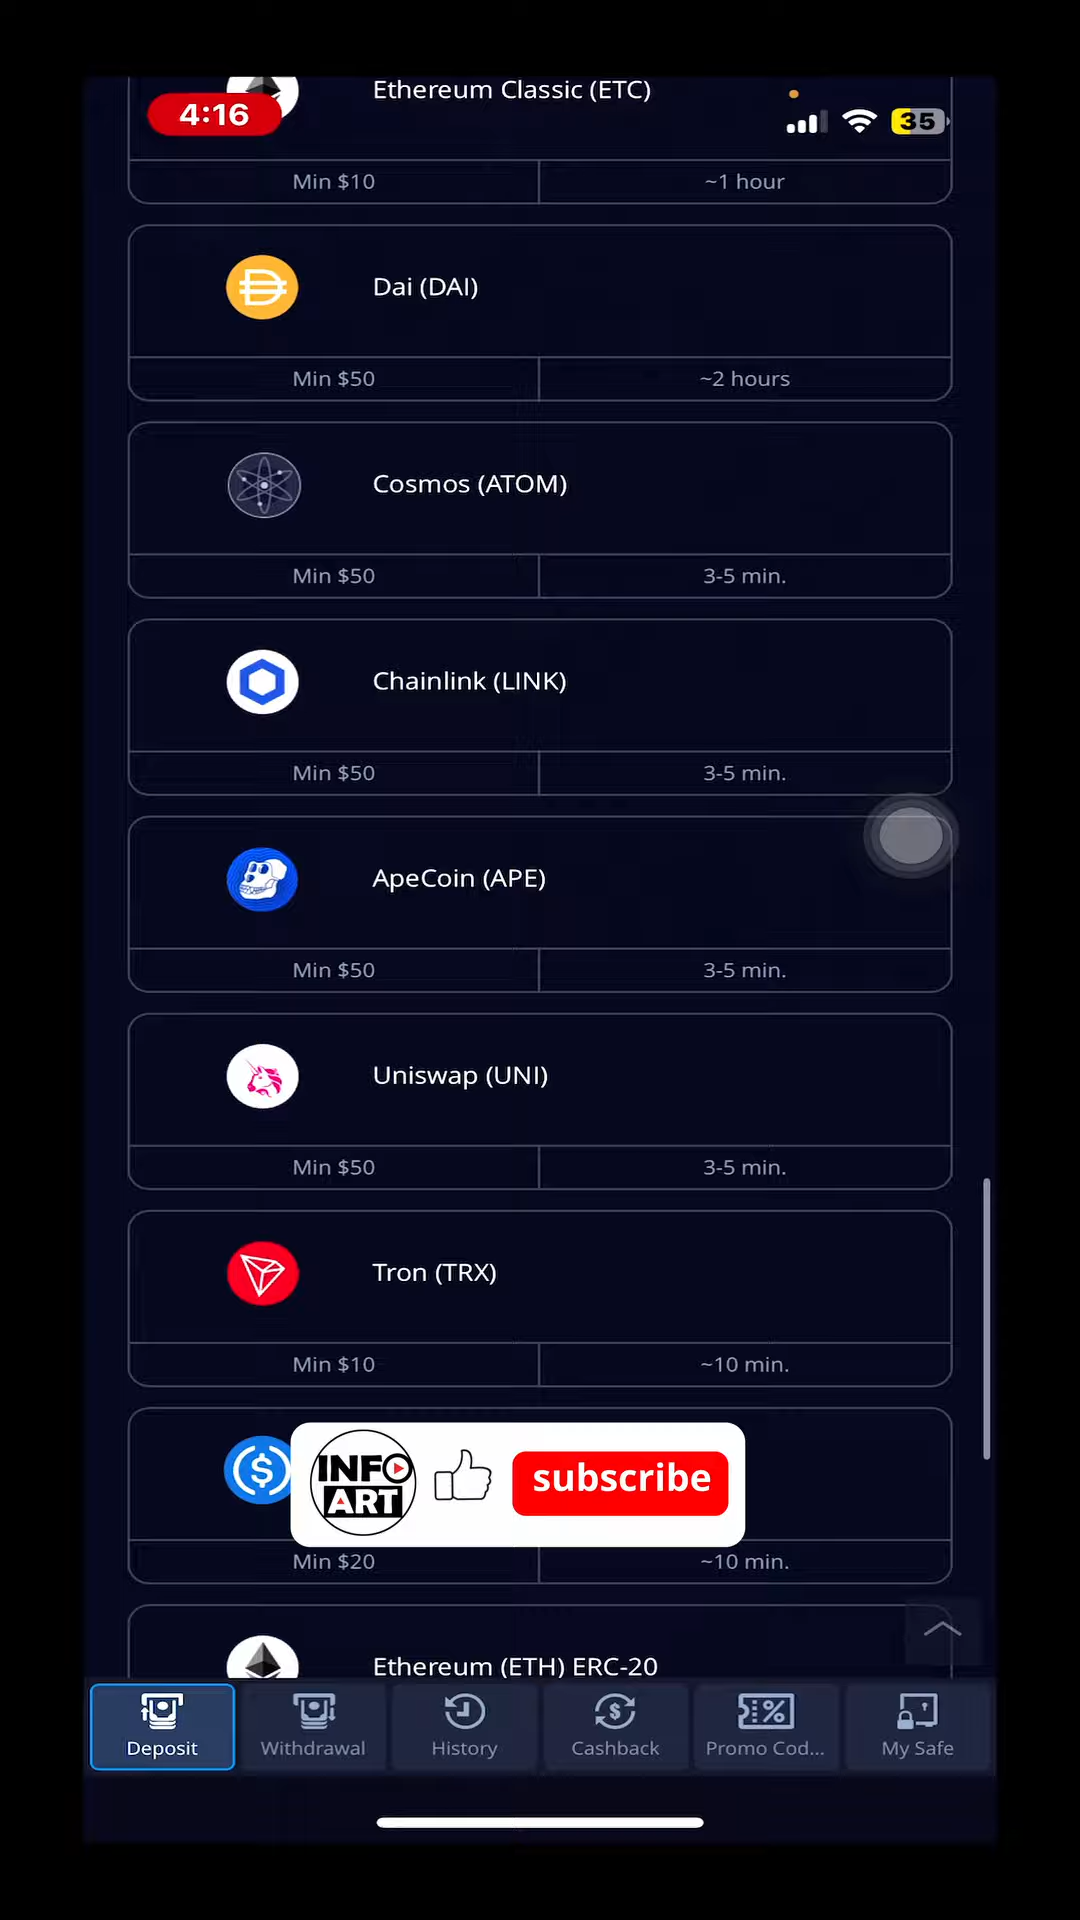 Ethereum Classic (ETC)
4:16
35
Min $10
~1 hour
Dai (DAI)
Min $50
~2 hours
Cosmos (ATOM)
Min $50
3-5 min.
Chainlink (LINK)
Min $50
3-5 min.
ApeCoin (APE)
Min $50
3-5 min.
Uniswap (UNI)
Min $50
3-5 min.
Tron (TRX)
Min $10
~10 min.
INFO
ART
subscribe
Min $20
~10 min.
Ethereum (ETH) ERC-20
Deposit
Withdrawal
History
Cashback
Promo Cod...
My Safe